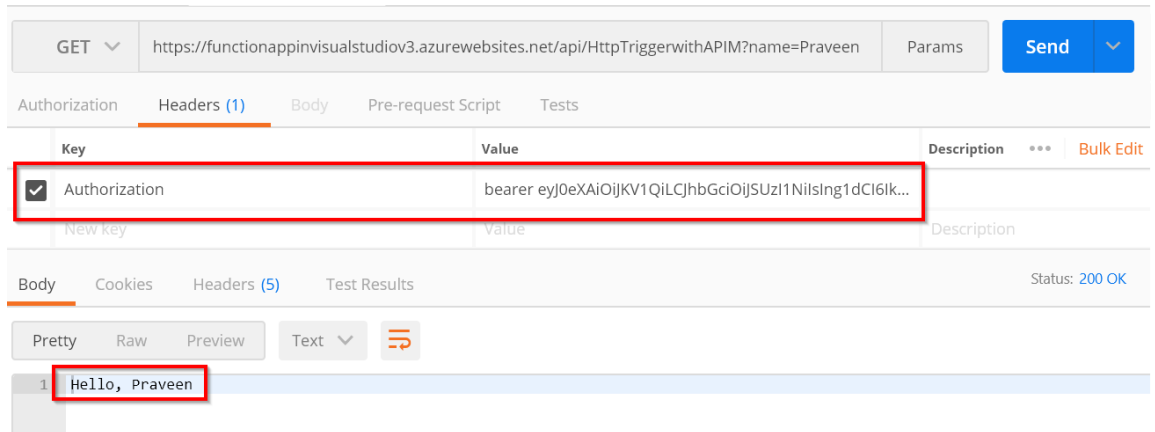 GET https://functionappinvisualstudiov3.azurewebsites.net/api/HttpTriggerwithAPIM?name=Praveen Params Send
Authorization Headers (1) Body Pre-request Script Tests
Key Value Description Bulk Edit
Authorization bearer eyJ0eXAiOiJKV1QiLCJhbGciOiJSUzI1NiIsIng1dCI6Ik...
New key Value Description
Body Cookies Headers (5) Test Results Status: 200 OK
Pretty Raw Preview Text
1 Hello, Praveen